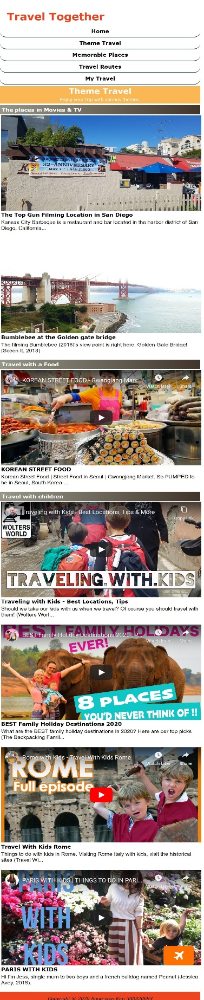 Travel Together
Home
Theme Travel
Memorable Places
Travel Routes
My Travel
Theme Travel
Enjoy your trip with various themes.
The places in Movies & TV
32nd ANNIVERSARY
MAY 15th • SAN DIEGO
The Top Gun Filming Location in San Diego
Kansas City Barbeque is a restaurant and bar located in the harbor district of San
Diego, California...
Bumblebee at the Golden gate bridge
The filming Bumblebee (2018)'s view point is right here. Golden Gate Bridge!
(Sceen It, 2018)
Travel with a Food
KOREAN STREET FOOD - Gwangjang Mark...
Watch later
Share
KOREAN STREET FOOD
Korean Street Food | Street Food in Seoul | Gwangjang Market. So PUMPED to
be in Seoul, South Korea ...
Travel with children
Traveling with Kids - Best Locations, Tips & More
Copy link
WOLTERS
WORLD
TRAVELING.WITH.KIDS
Traveling with Kids - Best Locations, Tips
Should we take our kids with us when we travel? Of course you should travel with
them! (Wolters Worl...
BEST FAMILY HOLIDAYS
BEST Family Holiday Destinations 2020 | P...
Watch later
Share
EVER!
8 PLACES
YOU'D NEVER THINK OF !!
BEST Family Holiday Destinations 2020
What are the BEST family holiday destinations in 2020? Here are our top picks
(The Backpacking Famil...
Rome with Kids - Travel With Kids Rome
Watch later
Share
ROME
Full episode
Travel With Kids Rome
Things to do with kids in Rome. Visiting Rome Italy with kids, visit the historical
sites (Travel Wi...
PARIS WITH KIDS | THINGS TO DO IN PARI...
Watch later
Share
PARIS
WITH
KIDS
PARIS WITH KIDS
Hi I'm Jess, single mum to two boys and a french bulldog named Peanut (Jessica
Avey, 2018).
Copyright © 2020 Sung-won Kim 300320693